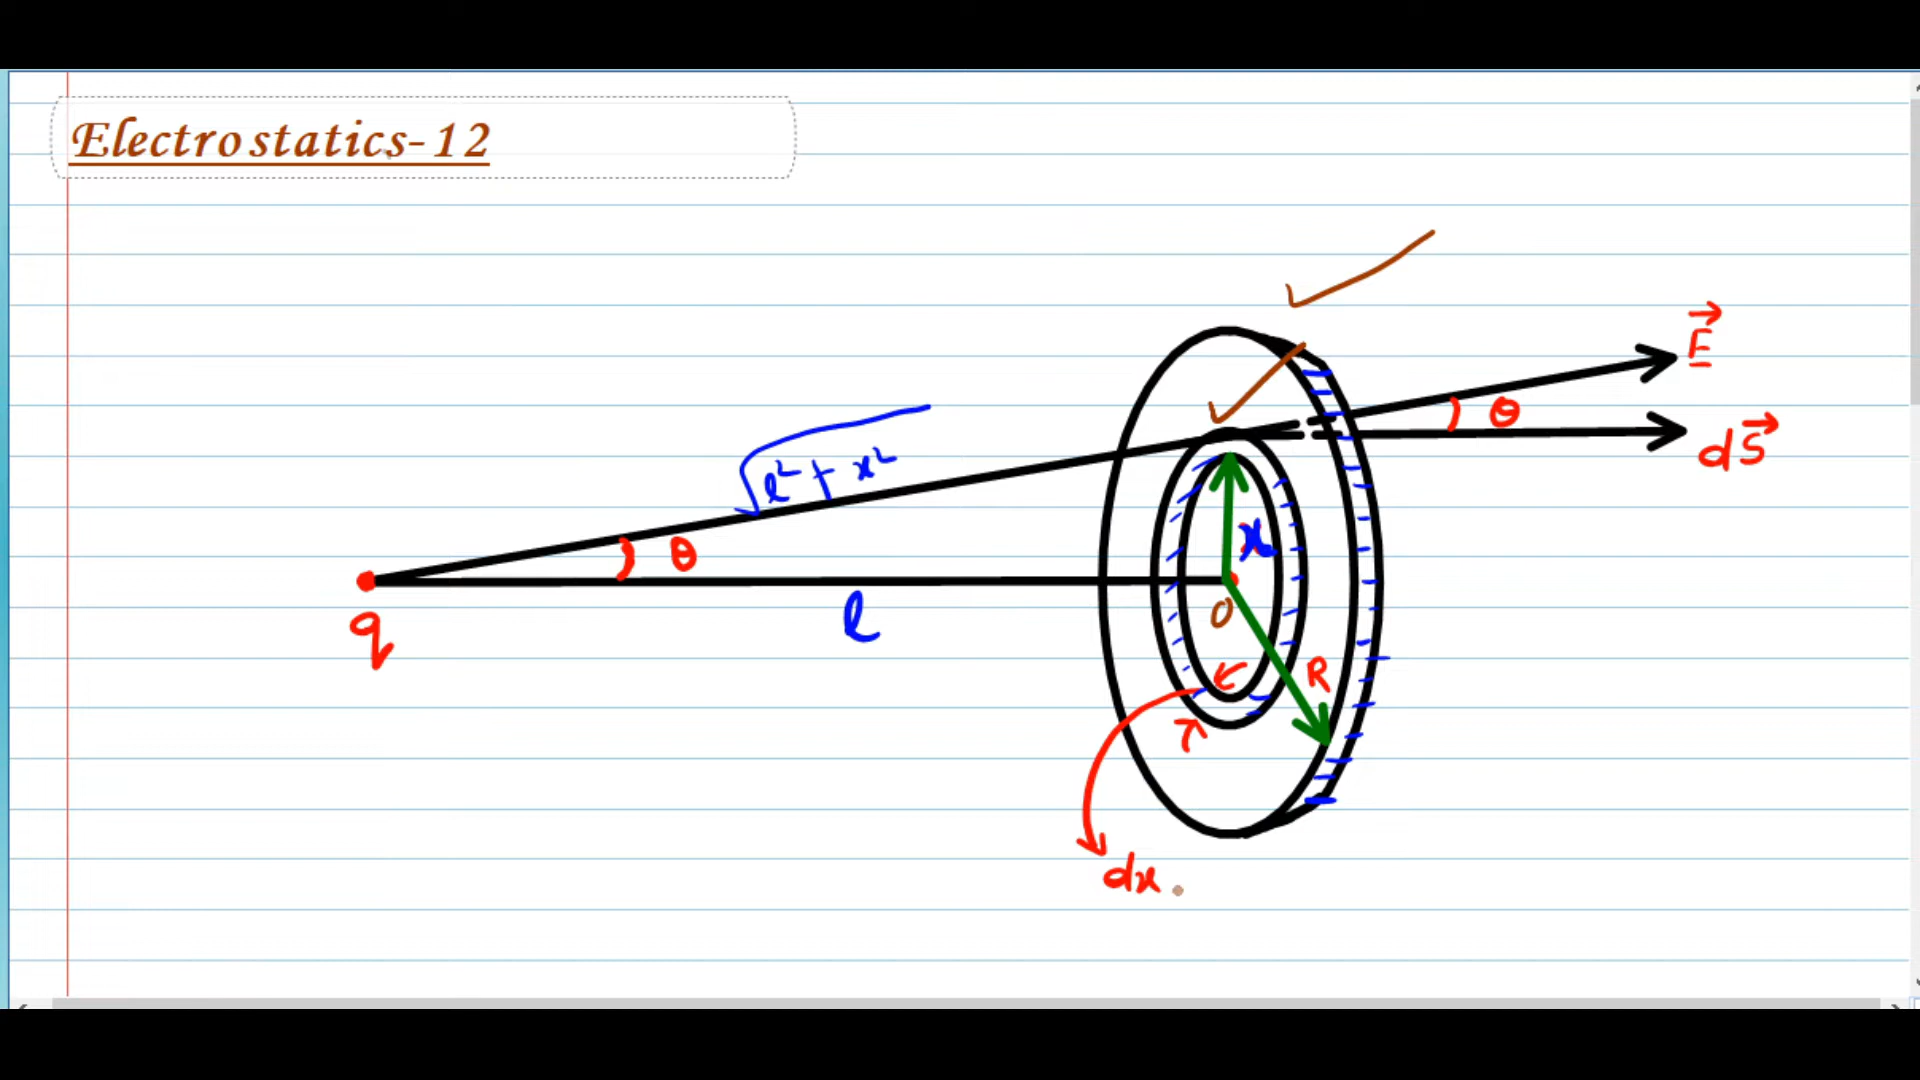 Electrostatics-12
E⃗
θ
dS⃗
√l²+x²
θ
x
q
l
O
R
dx